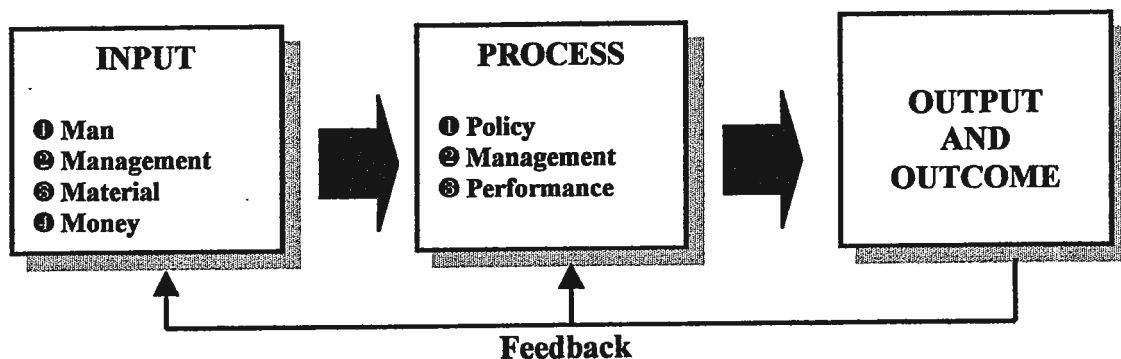 INPUT
❶ Man
❷ Management
❸ Material
❹ Money
PROCESS
❶ Policy
❷ Management
❸ Performance
OUTPUT
AND
OUTCOME
Feedback